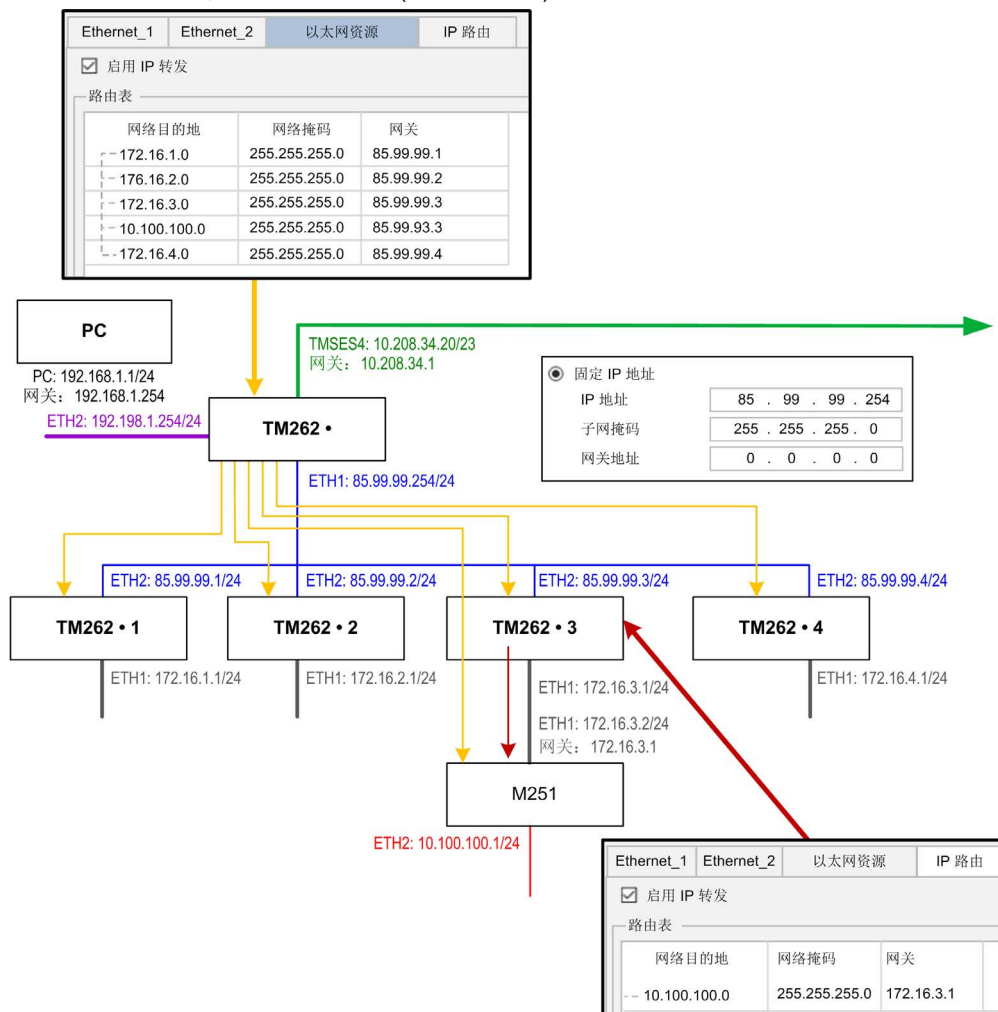 Ethernet_1 Ethernet_2 以太网资源 IP 路由
启用 IP 转发
路由表
网络目的地 网络掩码 网关
172.16.1.0 255.255.255.0 85.99.99.1
176.16.2.0 255.255.255.0 85.99.99.2
172.16.3.0 255.255.255.0 85.99.99.3
10.100.100.0 255.255.255.0 85.99.93.3
172.16.4.0 255.255.255.0 85.99.99.4
PC
PC: 192.168.1.1/24
网关: 192.168.1.254
ETH2: 192.198.1.254/24
TMSES4: 10.208.34.20/23
网关: 10.208.34.1
TM262 •
ETH1: 85.99.99.254/24
固定 IP 地址
IP 地址 85 . 99 . 99 . 254
子网掩码 255 . 255 . 255 . 0
网关地址 0 . 0 . 0 . 0
ETH2: 85.99.99.1/24 ETH2: 85.99.99.2/24 ETH2: 85.99.99.3/24 ETH2: 85.99.99.4/24
TM262 • 1 TM262 • 2 TM262 • 3 TM262 • 4
ETH1: 172.16.1.1/24 ETH1: 172.16.2.1/24 ETH1: 172.16.3.1/24 ETH1: 172.16.4.1/24
ETH1: 172.16.3.2/24
网关: 172.16.3.1
M251
ETH2: 10.100.100.1/24
Ethernet_1 Ethernet_2 以太网资源 IP 路由
启用 IP 转发
路由表
网络目的地 网络掩码 网关
10.100.100.0 255.255.255.0 172.16.3.1